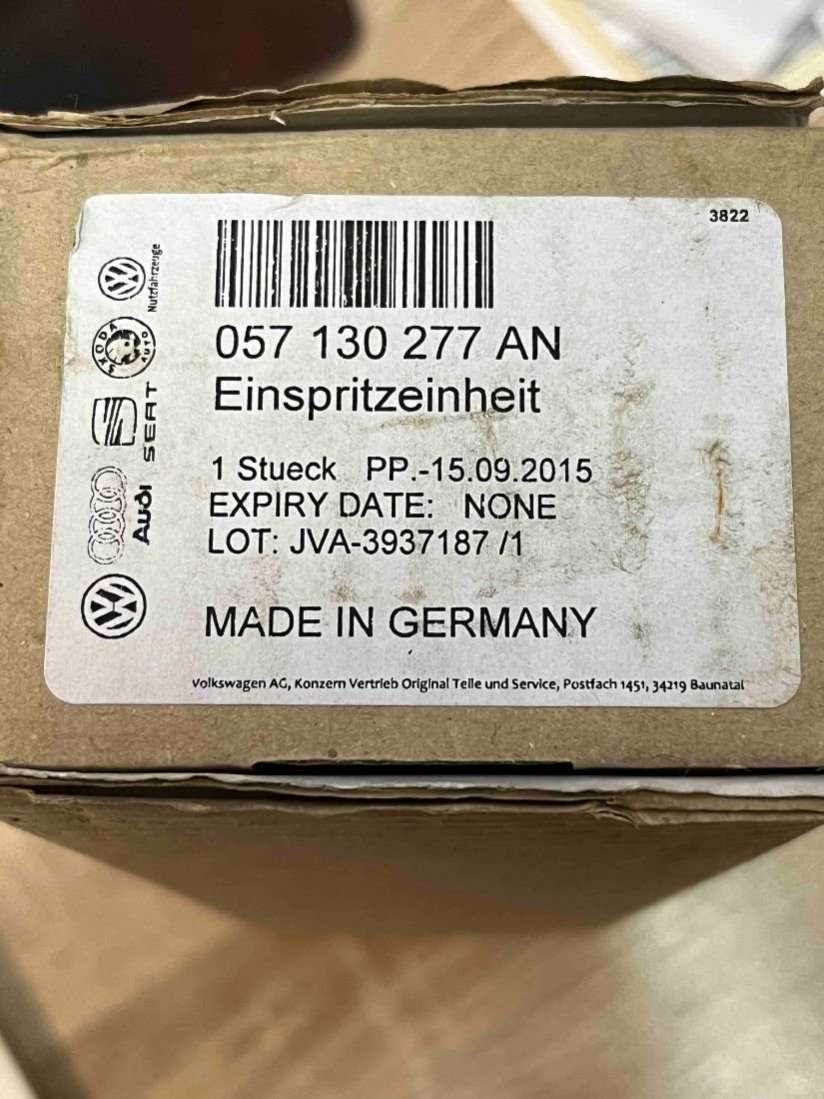 3822
057 130 277 AN
Einspritzeinheit
1 Stueck PP.-15.09.2015
EXPIRY DATE: NONE
LOT: JVA-3937187 /1
MADE IN GERMANY
Volkswagen AG, Konzern Vertrieb Original Teile und Service, Postfach 1451, 34219 Baunatal
Nutzfahrzeuge
SKODA AUTO
SEAT
Audi